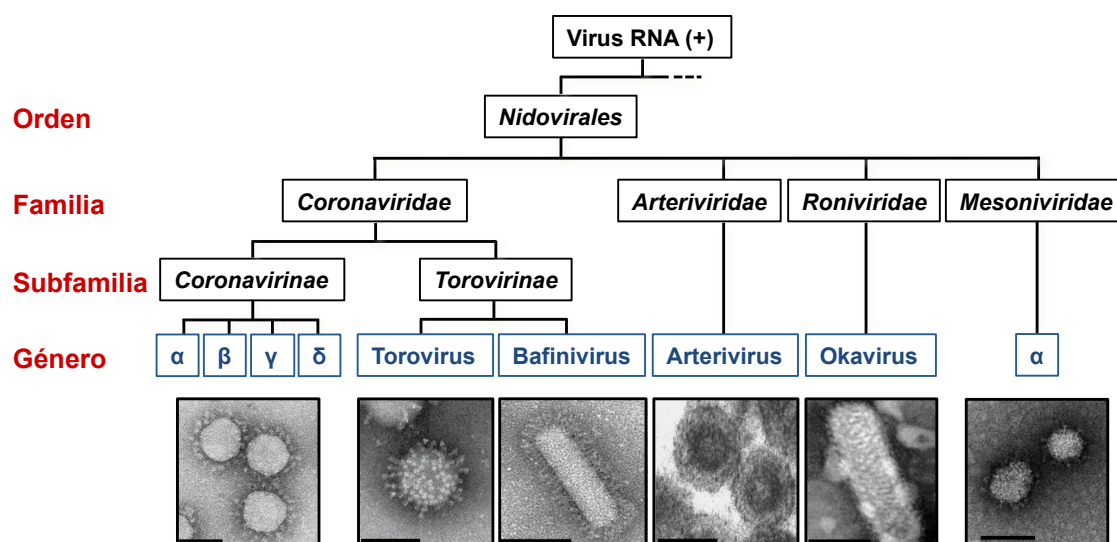 Virus RNA (+)
Orden
Nidovirales
Familia
Coronaviridae
Arteriviridae
Roniviridae
Mesoniviridae
Subfamilia
Coronavirinae
Torovirinae
Género
α
β
γ
δ
Torovirus
Bafinivirus
Arterivirus
Okavirus
α